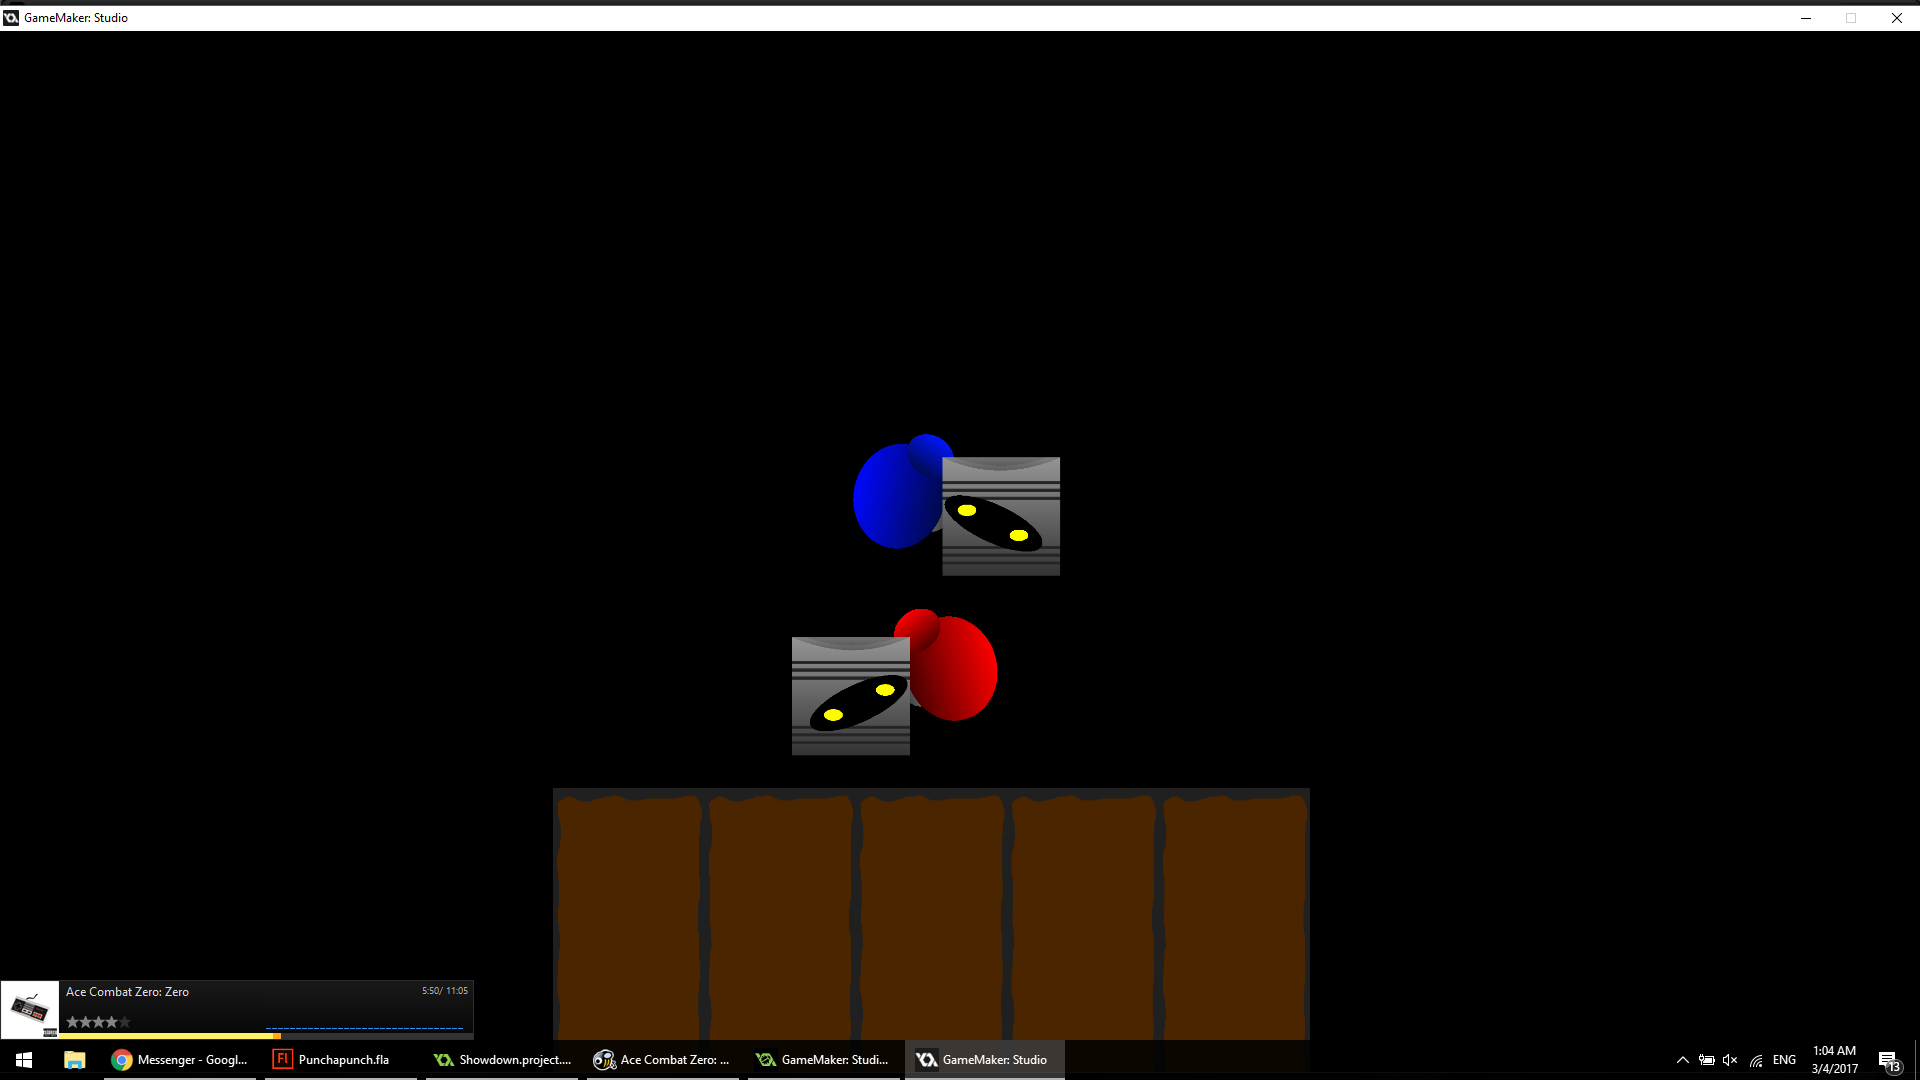 GameMaker: Studio
Ace Combat Zero: Zero
5:50/ 11:05
Messenger - Googl...
Fl
Punchapunch.fla
Showdown.project....
Ace Combat Zero: ...
GameMaker: Studi...
GameMaker: Studio
ENG
1:04 AM
3/4/2017
13